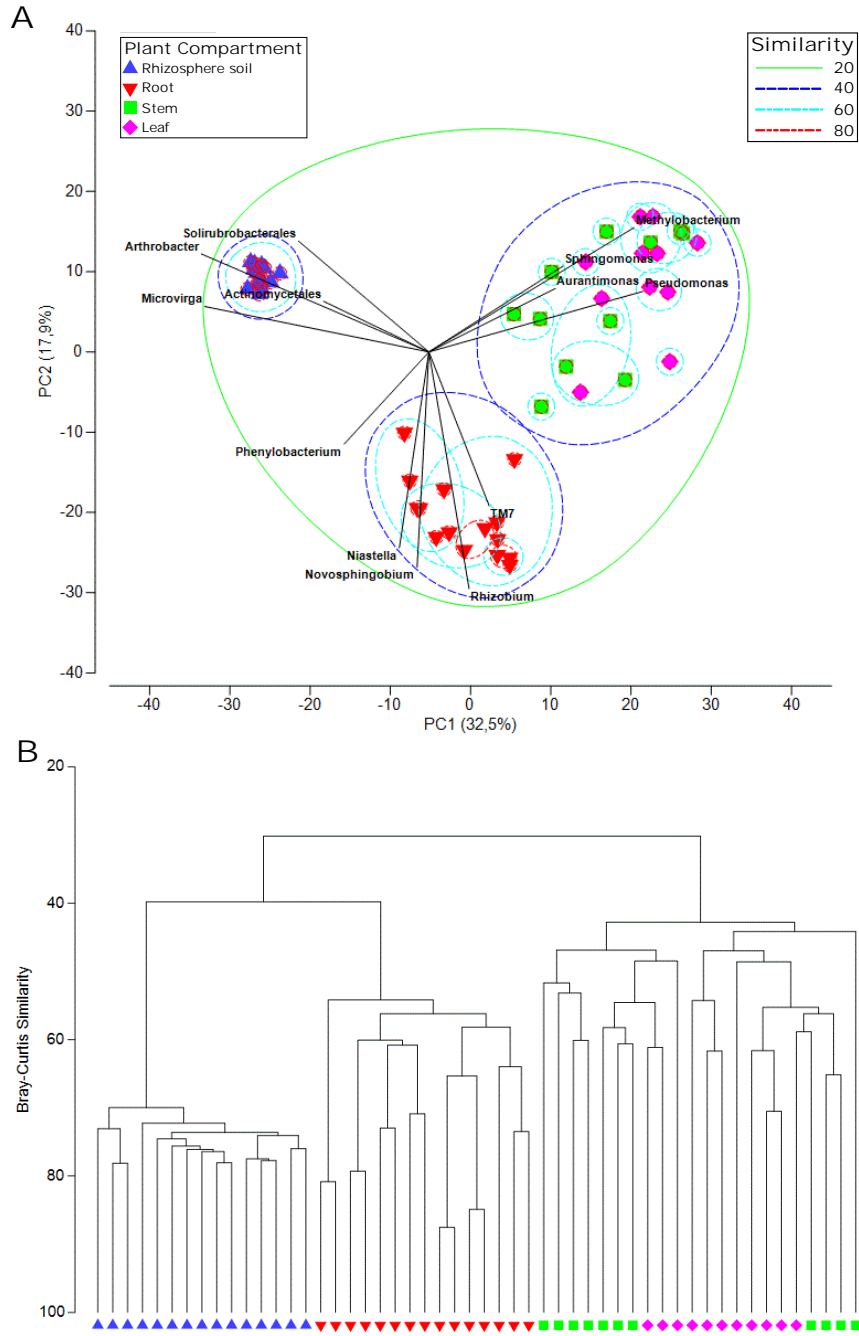 A
Plant Compartment
Rhizosphere soil
Root
Stem
Leaf
Similarity
20
40
60
80
40
30
20
10
0
-10
-20
-30
-40
PC2 (17,9%)
Solirubrobacterales
Arthrobacter
Microvirga
Actinomycetales
Methylobacterium
Sphingomonas
Aurantimonas
Pseudomonas
Phenylobacterium
TM7
Niastella
Novosphingobium
Rhizobium
-40 -30 -20 -10 0 10 20 30 40
PC1 (32,5%)
B
20
40
60
80
100
Bray-Curtis Similarity